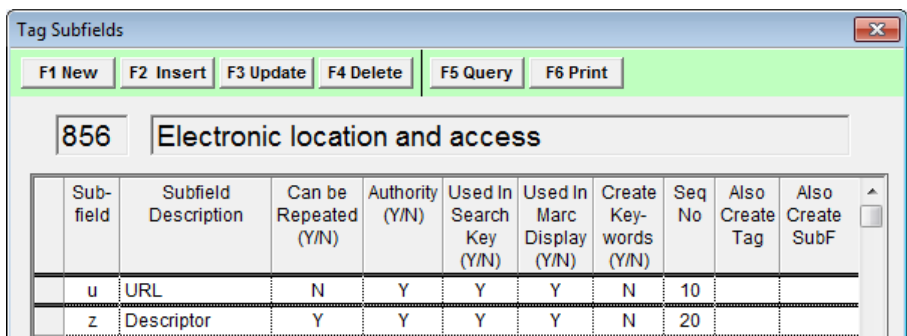 Tag Subfields
F1 New F2 Insert F3 Update F4 Delete F5 Query F6 Print
856 Electronic location and access
Sub- Subfield Can be Authority Used In Used In Create Seq Also Also
field Description Repeated (Y/N) Search Marc Key- No Create Create
(Y/N) Key Display words Tag SubF
(Y/N) (Y/N) (Y/N)
u URL N Y Y Y N 10
z Descriptor Y Y Y Y N 20